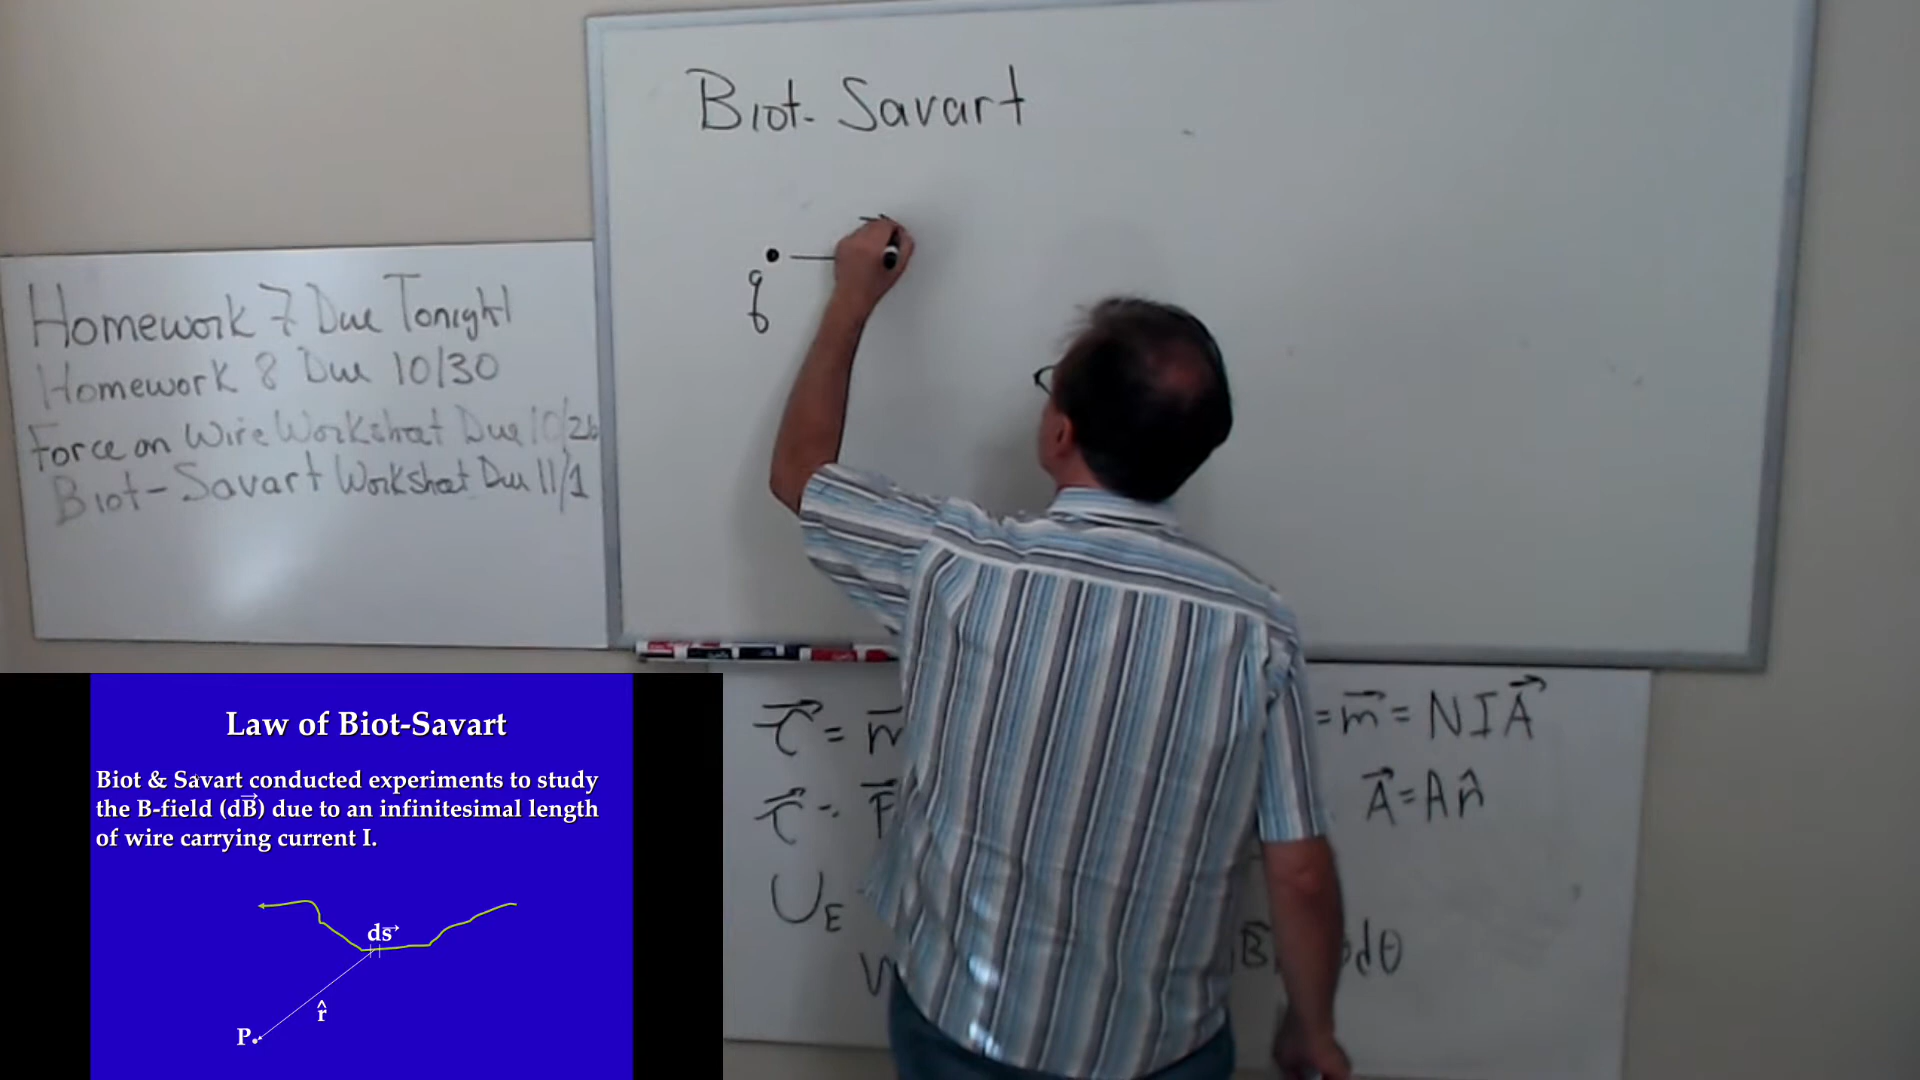 Biot-Savart
q
Homework 7 Due Tonight
Homework 8 Due 10/30
Force on Wire Worksheet Due 10/26
Biot-Savart Worksheet Due 11/1
Law of Biot-Savart
Biot & Savart conducted experiments to study
the B-field (dB⃗) due to an infinitesimal length
of wire carrying current I.
ds⃗
r̂
P
τ⃗ =
= m⃗ = NIA⃗
τ⃗
A⃗ = An̂
U_E
B dθ